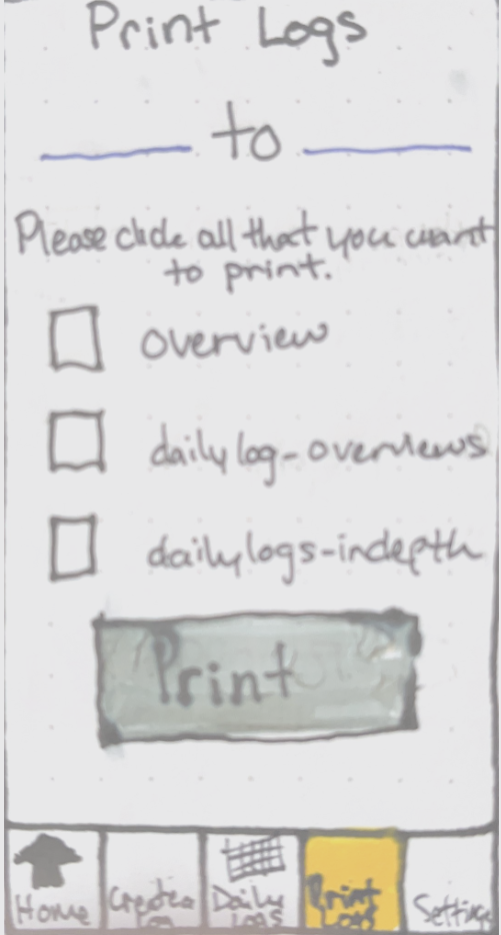 Print Logs
to
Please click all that you want
to print.
overview
daily log - overviews
daily logs - indepth
Print
Home
Create a
Log
Daily
Logs
Print
Logs
Settings